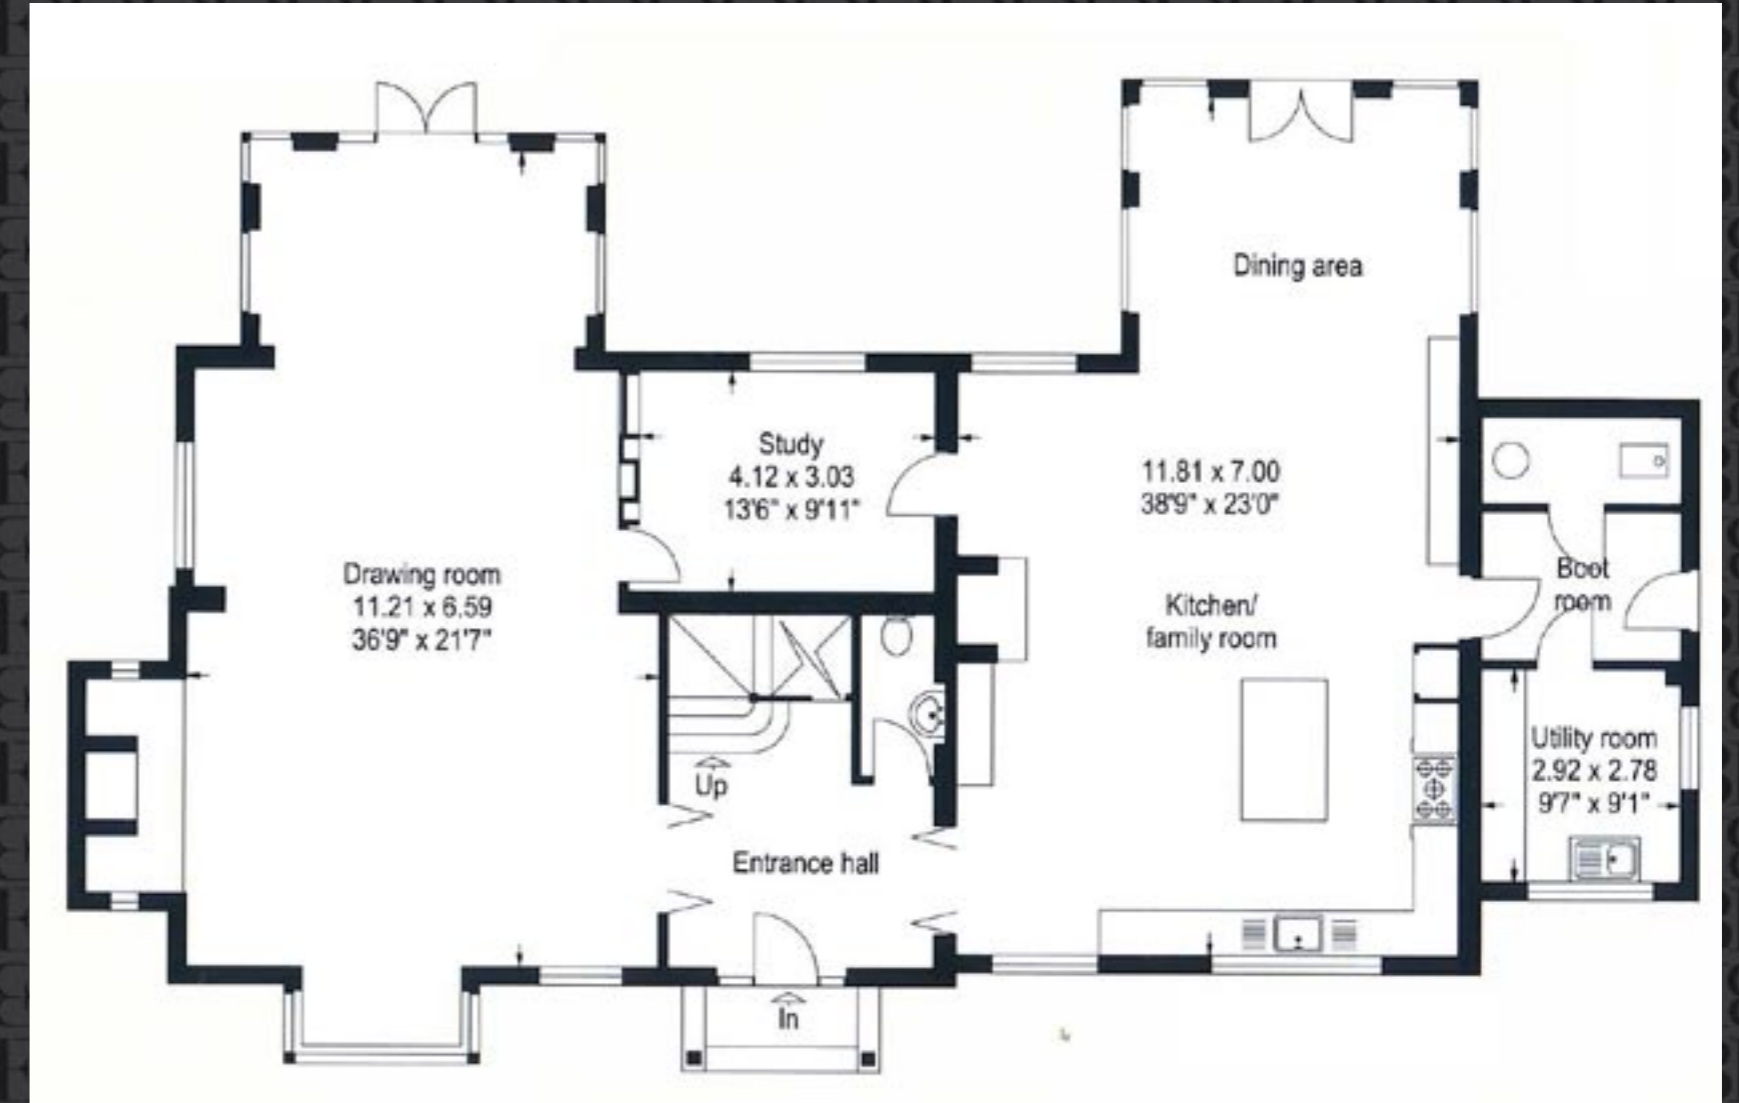 Dining area
Study
4.12 x 3.03
13'6" x 9'11"
11.81 x 7.00
38'9" x 23'0"
Drawing room
11.21 x 6.59
36'9" x 21'7"
Kitchen/
family room
Boot
room
Utility room
2.92 x 2.78
9'7" x 9'1"
Up
Entrance hall
In